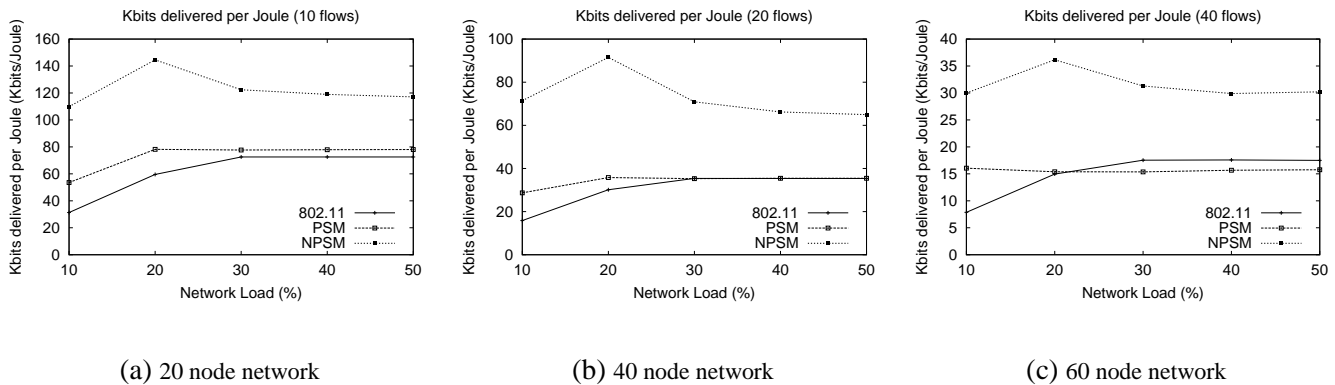 Kbits delivered per Joule (10 flows)
Kbits delivered per Joule (Kbits/Joule)
160
140
120
100
80
60
40
20
0
802.11
PSM
NPSM
10 20 30 40 50
Network Load (%)
(a) 20 node network
Kbits delivered per Joule (20 flows)
Kbits delivered per Joule (Kbits/Joule)
100
80
60
40
20
0
802.11
PSM
NPSM
10 20 30 40 50
Network Load (%)
(b) 40 node network
Kbits delivered per Joule (40 flows)
Kbits delivered per Joule (Kbits/Joule)
40
35
30
25
20
15
10
5
0
802.11
PSM
NPSM
10 20 30 40 50
Network Load (%)
(c) 60 node network